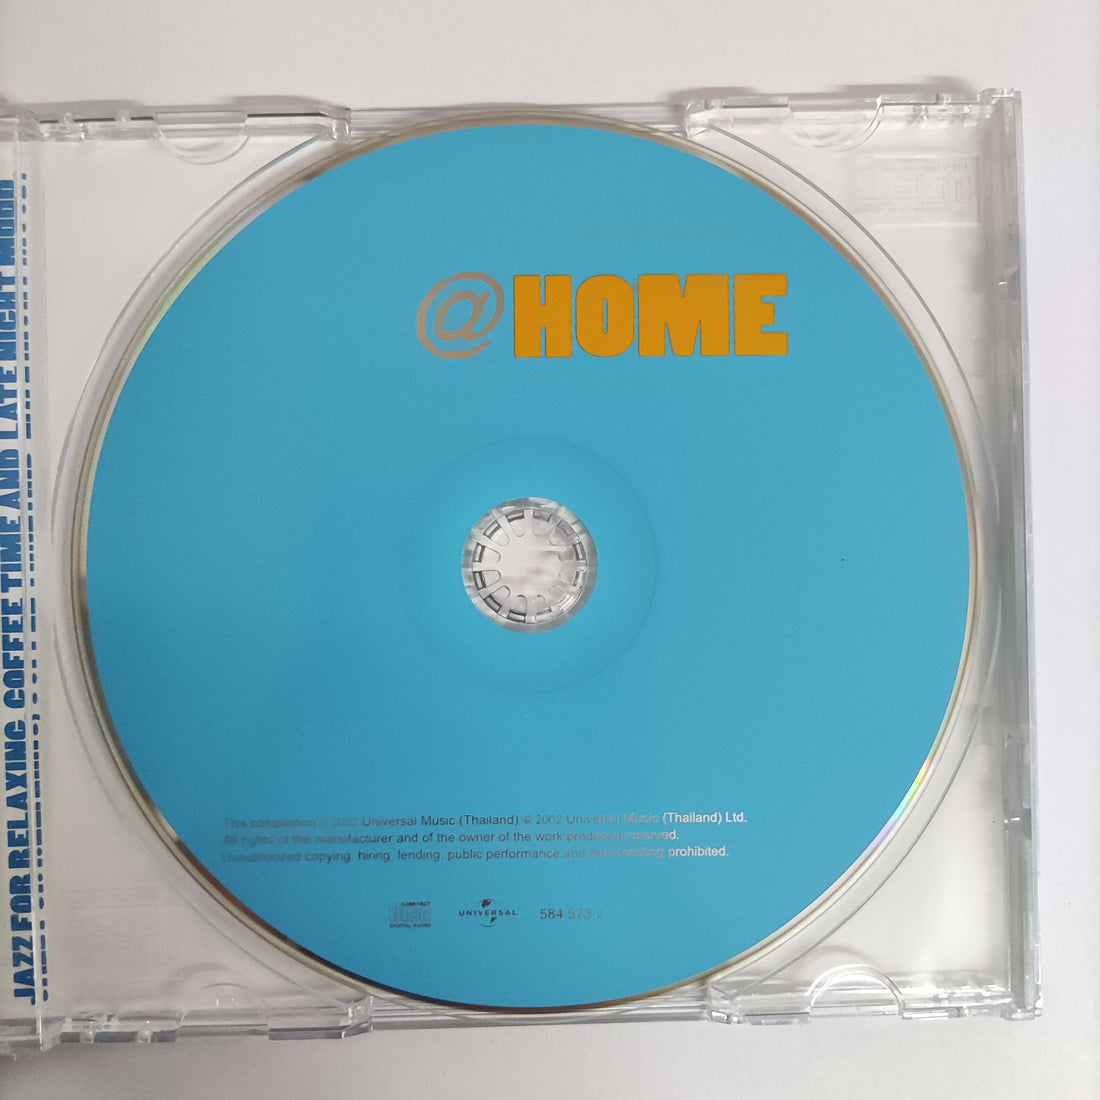 JAZZ FOR RELAXING, COFFEE TIME AND LATE NIGHT MOOD
@HOME
This compilation ℗ 2002 Universal Music (Thailand) © 2002 Universal Music (Thailand) Ltd.
All rights of the manufacturer and of the owner of the work produced reserved.
Unauthorized copying, hiring, lending, public performance and broadcasting prohibited.
COMPACT
disc
DIGITAL AUDIO
UNIVERSAL
584 573-2